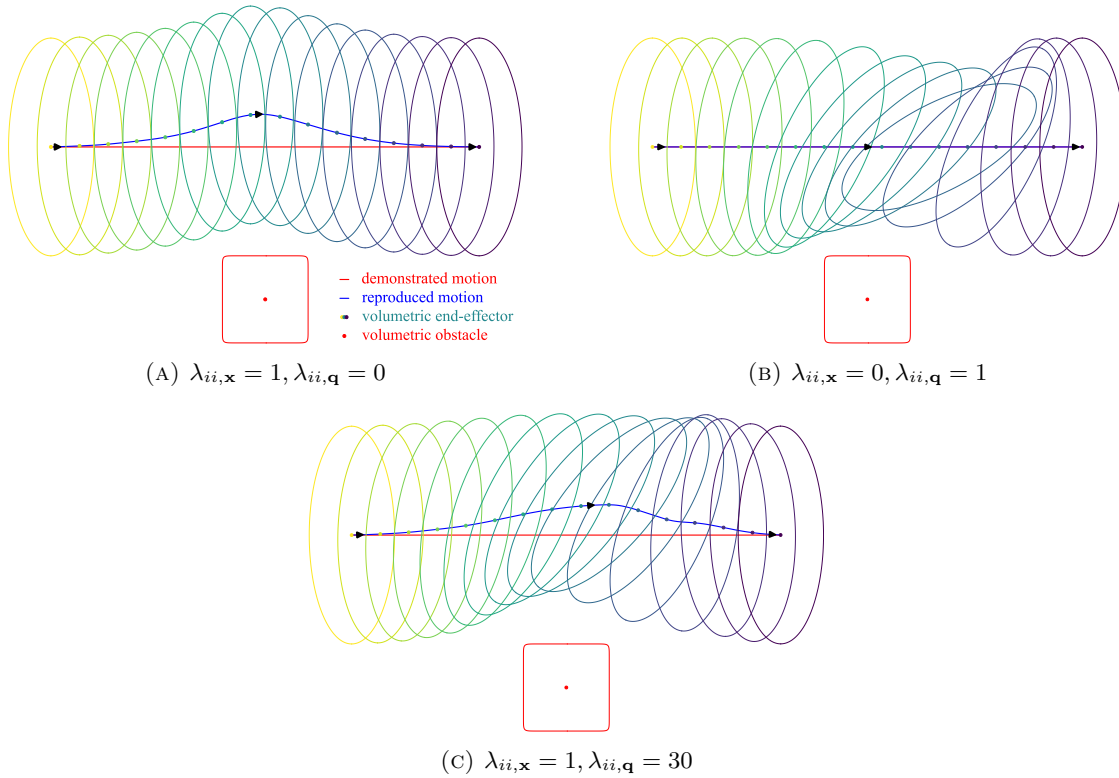 demonstrated motion
reproduced motion
volumetric end-effector
volumetric obstacle
(A) λ_{ii,𝐱} = 1, λ_{ii,𝐪} = 0
(B) λ_{ii,𝐱} = 0, λ_{ii,𝐪} = 1
(C) λ_{ii,𝐱} = 1, λ_{ii,𝐪} = 30